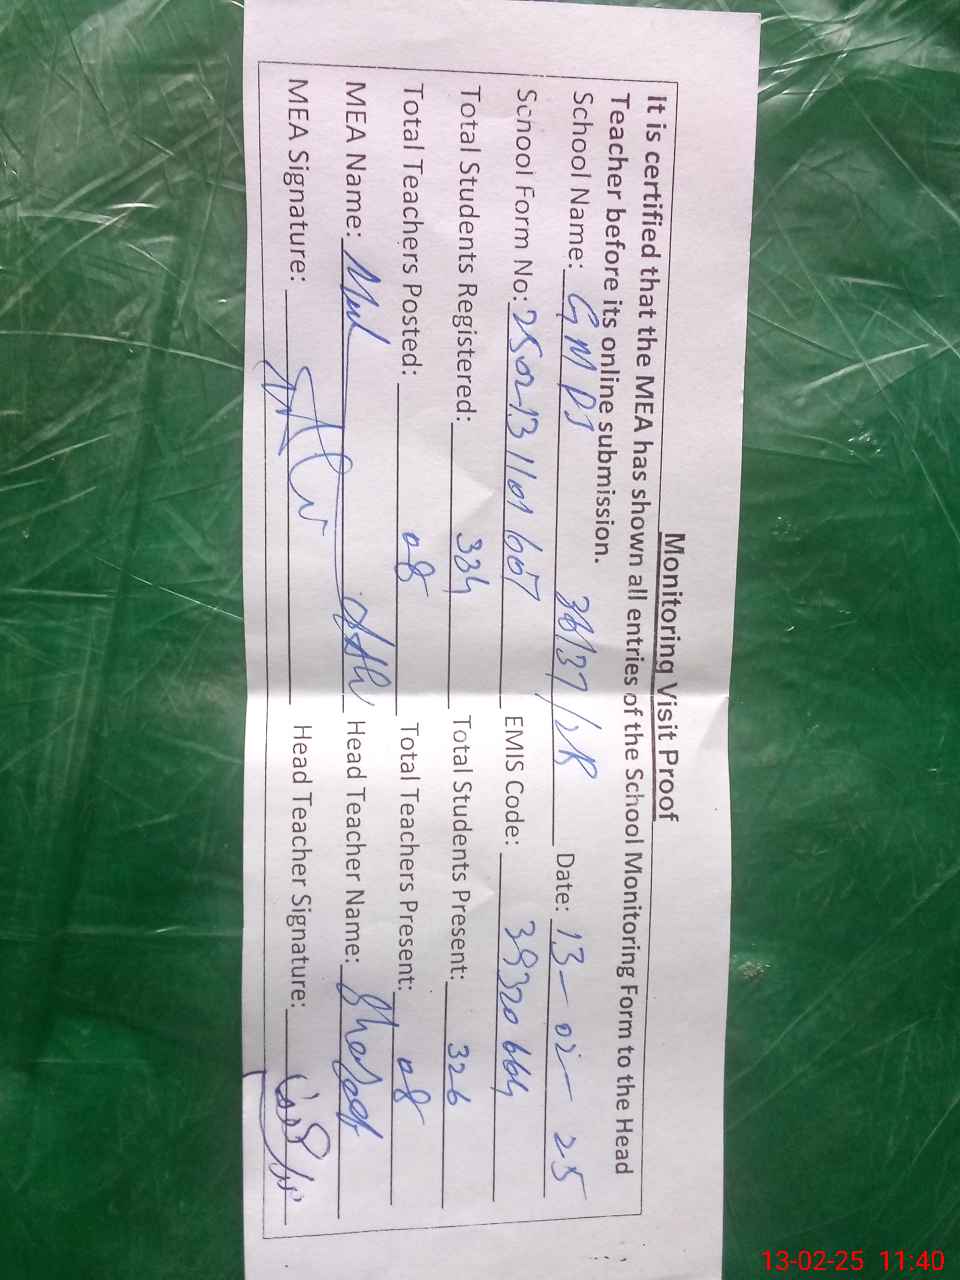 Monitoring Visit Proof
It is certified that the MEA has shown all entries of the School Monitoring Form to the Head
Teacher before its online submission.
School Name: GMPS 36/37/2R Date: 13-02-25
School Form No: 2502131101607 EMIS Code: 39320664
Total Students Registered: 334 Total Students Present: 326
Total Teachers Posted: 08 Total Teachers Present: 08
MEA Name: Head Teacher Name:
MEA Signature: Head Teacher Signature:
13-02-25 11:40